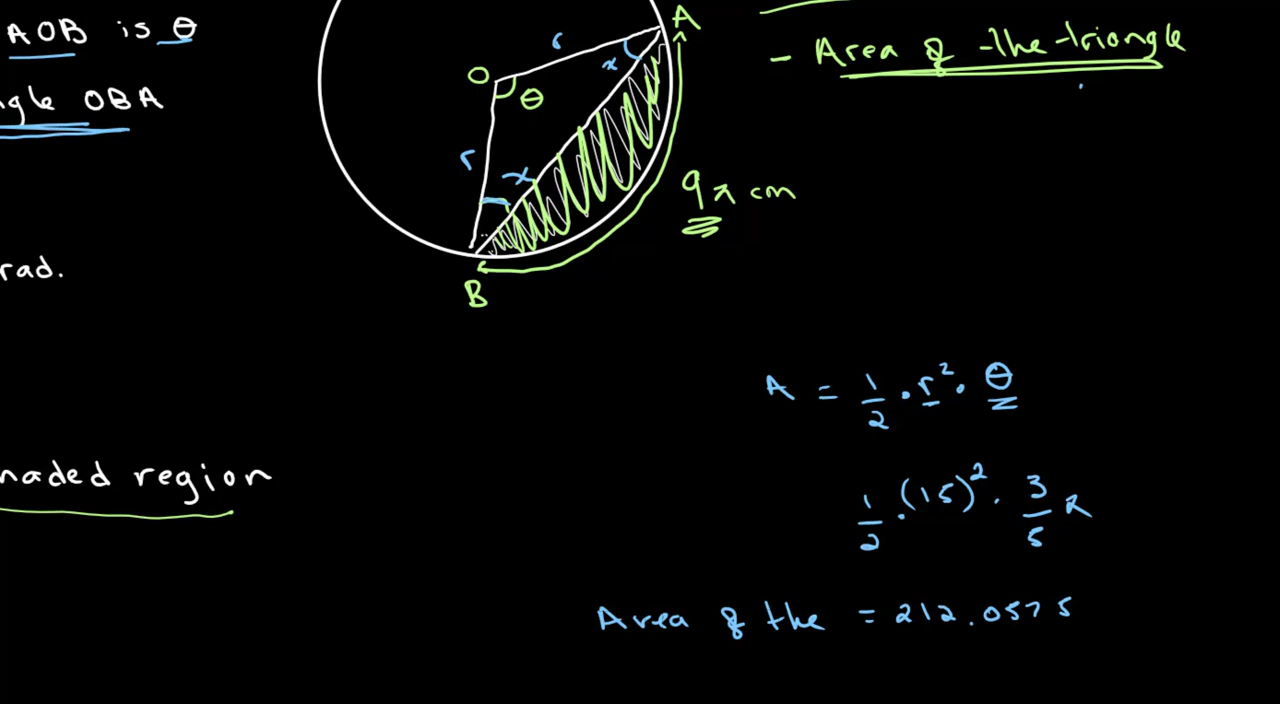 AOB is θ
ngle OBA
rad.
haded region
A
O
θ
r
x
r
x
B
9π cm
- Area of the triangle
A = 1/2 · r² · θ
1/2 · (15)² · 3/5 π
Area of the = 212.0575